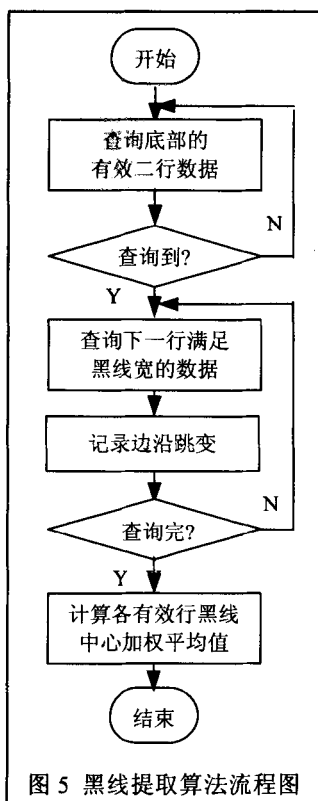 开始
查询底部的
有效二行数据
N
查询到?
Y
查询下一行满足
黑线宽的数据
记录边沿跳变
N
查询完?
Y
计算各有效行黑线
中心加权平均值
结束
图 5 黑线提取算法流程图